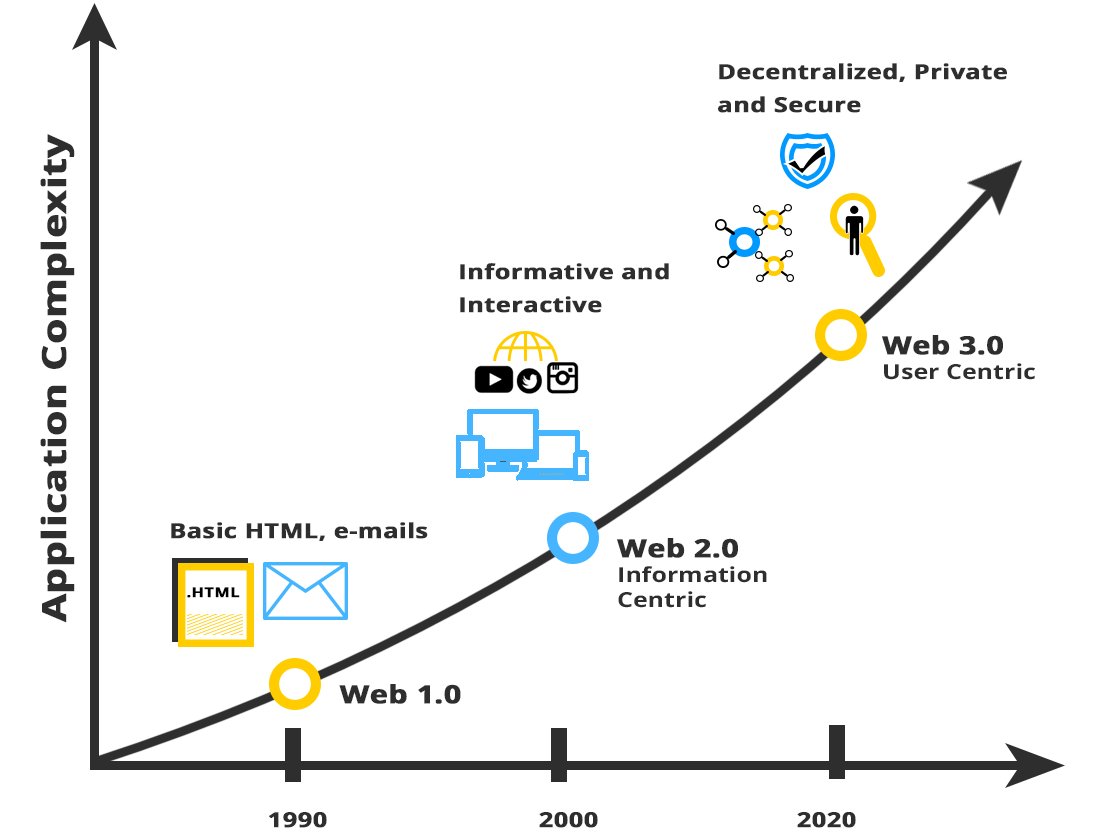 Decentralized, Private
and Secure
Application Complexity
Informative and
Interactive
Web 3.0
User Centric
Basic HTML, e-mails
.HTML
Web 2.0
Information
Centric
Web 1.0
1990
2000
2020